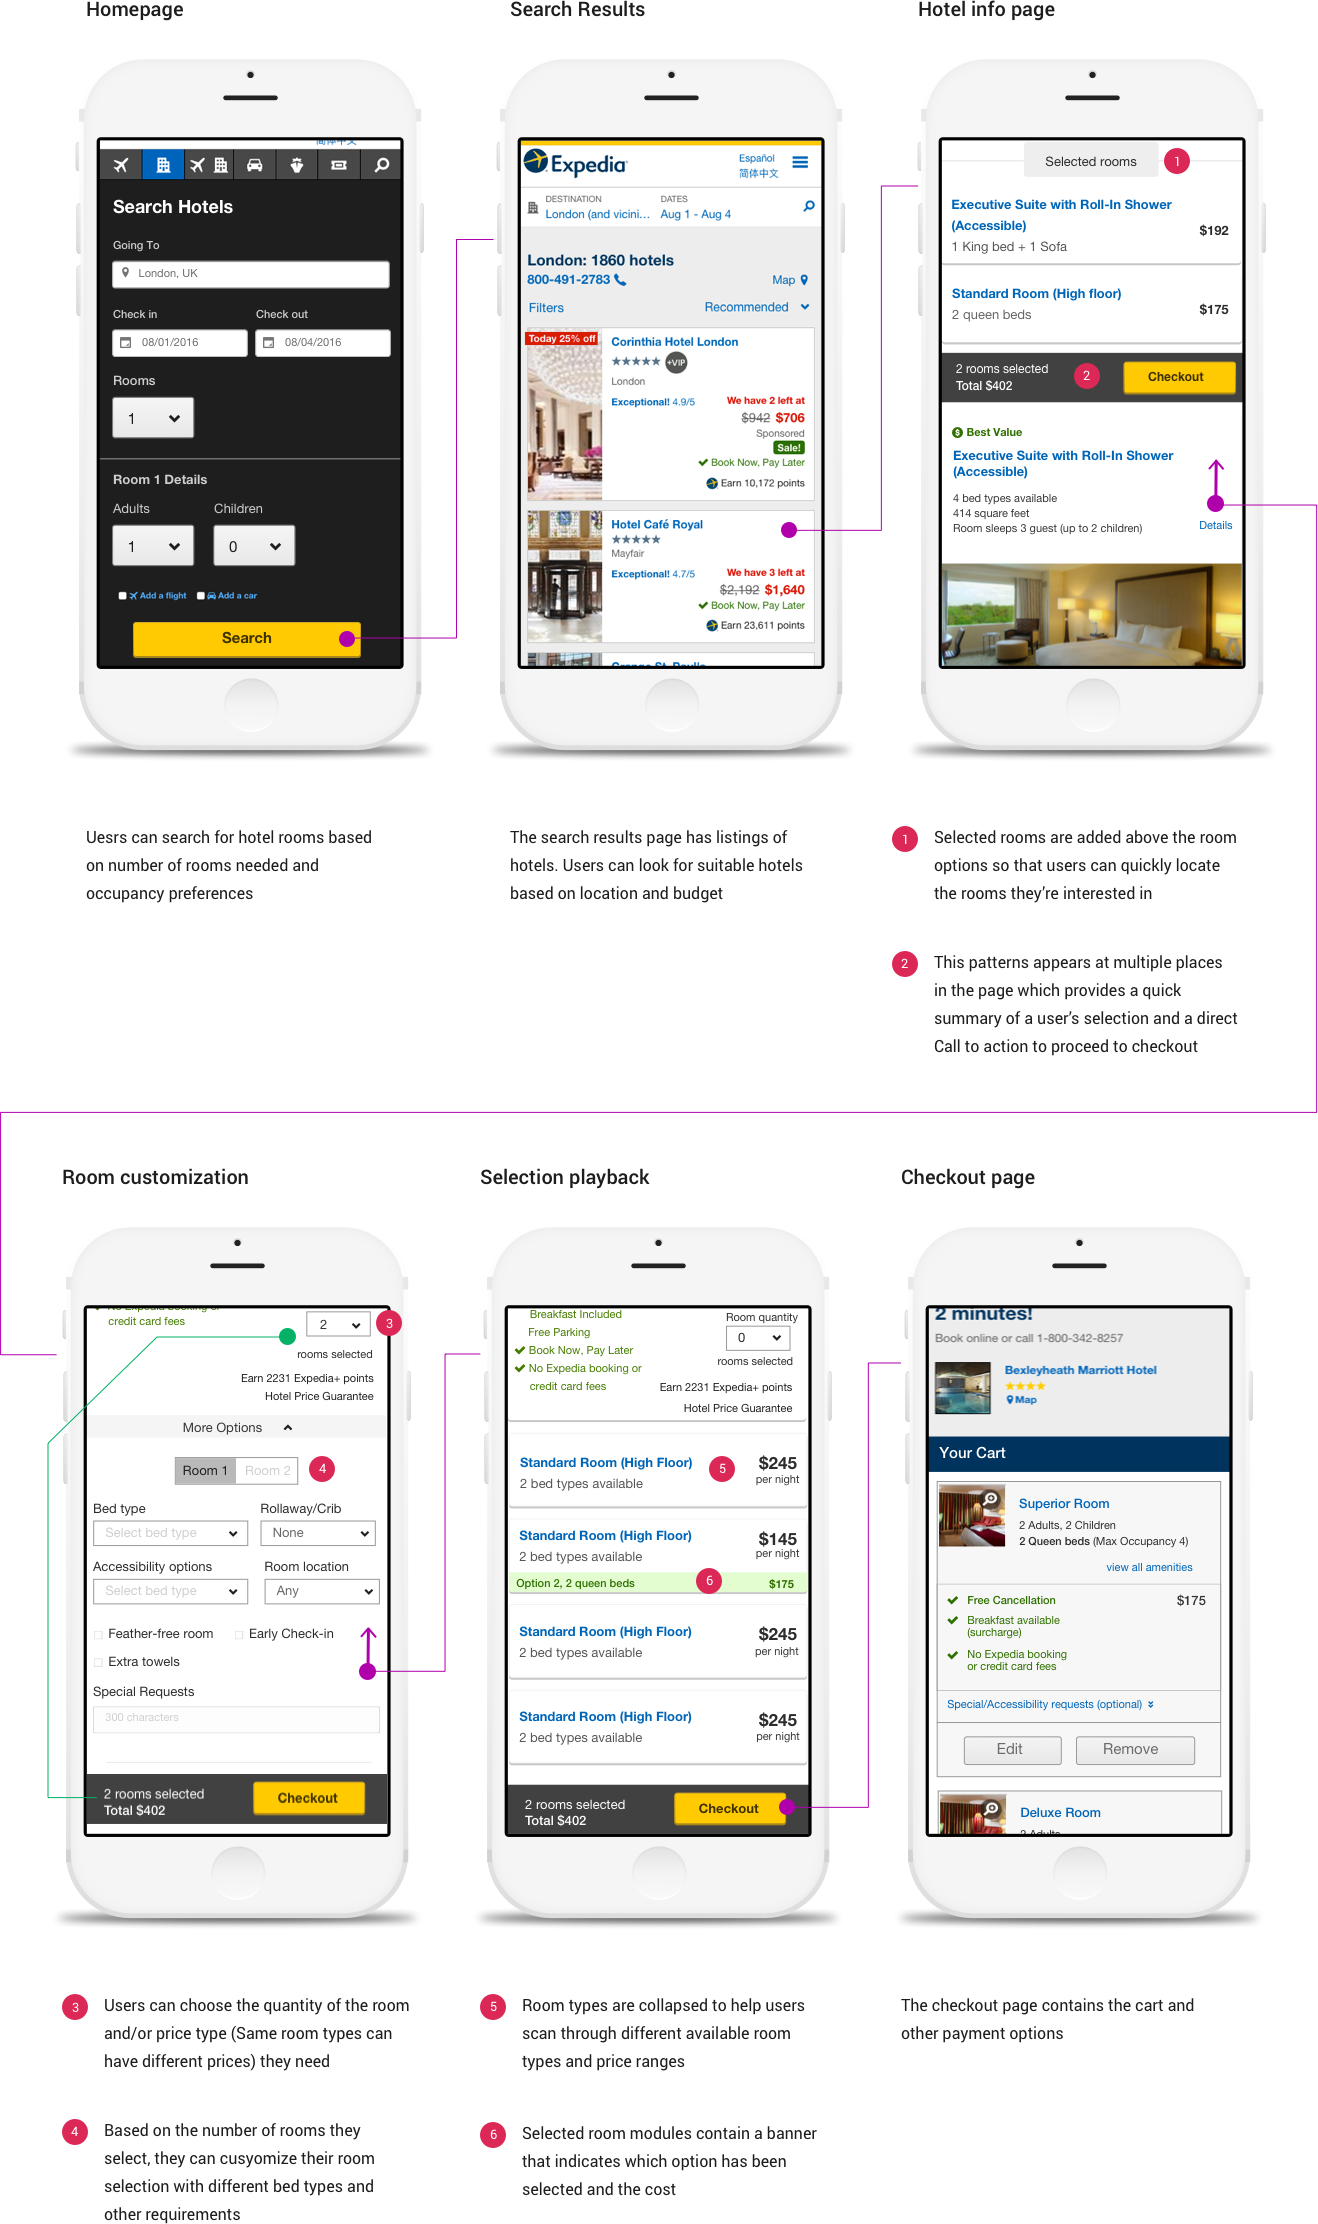 Homepage
Search Results
Hotel info page
简体中文
Search Hotels
Going To
London, UK
Check in
Check out
08/01/2016
08/04/2016
Rooms
1
Room 1 Details
Adults
Children
1
0
Add a flight
Add a car
Search
Expedia
Español
简体中文
DESTINATION
DATES
London (and vicini...
Aug 1 - Aug 4
London: 1860 hotels
800-491-2783
Map
Filters
Recommended
Today 25% off
Corinthia Hotel London
+VIP
London
Exceptional! 4.9/5
We have 2 left at
$942 $706
Sponsored
Sale!
Book Now, Pay Later
Earn 10,172 points
Hotel Café Royal
Mayfair
Exceptional! 4.7/5
We have 3 left at
$2,192 $1,640
Book Now, Pay Later
Earn 23,611 points
Selected rooms
1
Executive Suite with Roll-In Shower
(Accessible)
$192
1 King bed + 1 Sofa
Standard Room (High floor)
$175
2 queen beds
2 rooms selected
Total $402
2
Checkout
$ Best Value
Executive Suite with Roll-In Shower
(Accessible)
4 bed types available
414 square feet
Room sleeps 3 guest (up to 2 children)
Details
Uesrs can search for hotel rooms based
on number of rooms needed and
occupancy preferences
The search results page has listings of
hotels. Users can look for suitable hotels
based on location and budget
1
Selected rooms are added above the room
options so that users can quickly locate
the rooms they're interested in
2
This patterns appears at multiple places
in the page which provides a quick
summary of a user's selection and a direct
Call to action to proceed to checkout
Room customization
Selection playback
Checkout page
No Expedia booking or
credit card fees
2
3
rooms selected
Earn 2231 Expedia+ points
Hotel Price Guarantee
More Options
Room 1
Room 2
4
Bed type
Rollaway/Crib
Select bed type
None
Accessibility options
Room location
Select bed type
Any
Feather-free room
Early Check-in
Extra towels
Special Requests
300 characters
2 rooms selected
Total $402
Checkout
Breakfast Included
Free Parking
Book Now, Pay Later
No Expedia booking or
credit card fees
Room quantity
0
rooms selected
Earn 2231 Expedia+ points
Hotel Price Guarantee
Standard Room (High Floor)
5
$245
2 bed types available
per night
Standard Room (High Floor)
$145
2 bed types available
per night
Option 2, 2 queen beds
6
$175
Standard Room (High Floor)
$245
2 bed types available
per night
Standard Room (High Floor)
$245
2 bed types available
per night
2 rooms selected
Total $402
Checkout
2 minutes!
Book online or call 1-800-342-8257
Bexleyheath Marriott Hotel
Map
Your Cart
Superior Room
2 Adults, 2 Children
2 Queen beds (Max Occupancy 4)
view all amenities
Free Cancellation
$175
Breakfast available
(surcharge)
No Expedia booking
or credit card fees
Special/Accessibility requests (optional)
Edit
Remove
Deluxe Room
2 Adults
3
Users can choose the quantity of the room
and/or price type (Same room types can
have different prices) they need
4
Based on the number of rooms they
select, they can cusyomize their room
selection with different bed types and
other requirements
5
Room types are collapsed to help users
scan through different available room
types and price ranges
6
Selected room modules contain a banner
that indicates which option has been
selected and the cost
The checkout page contains the cart and
other payment options